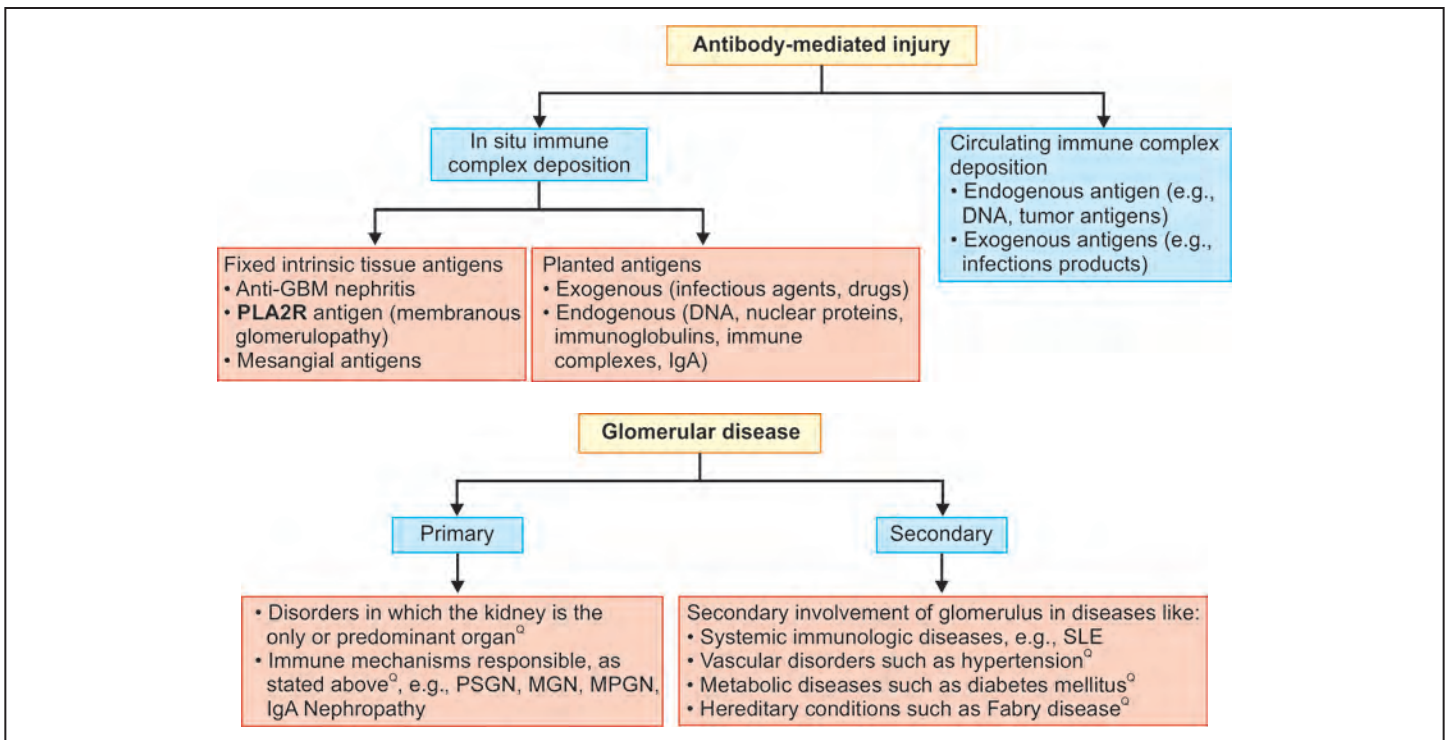 Antibody-mediated injury
In situ immune
complex deposition
Circulating immune complex
deposition
• Endogenous antigen (e.g.,
DNA, tumor antigens)
• Exogenous antigens (e.g.,
infections products)
Fixed intrinsic tissue antigens
• Anti-GBM nephritis
• PLA2R antigen (membranous
glomerulopathy)
• Mesangial antigens
Planted antigens
• Exogenous (infectious agents, drugs)
• Endogenous (DNA, nuclear proteins,
immunoglobulins, immune
complexes, IgA)
Glomerular disease
Primary
Secondary
• Disorders in which the kidney is the
only or predominant organQ
• Immune mechanisms responsible, as
stated aboveQ, e.g., PSGN, MGN, MPGN,
IgA Nephropathy
Secondary involvement of glomerulus in diseases like:
• Systemic immunologic diseases, e.g., SLE
• Vascular disorders such as hypertensionQ
• Metabolic diseases such as diabetes mellitusQ
• Hereditary conditions such as Fabry diseaseQ